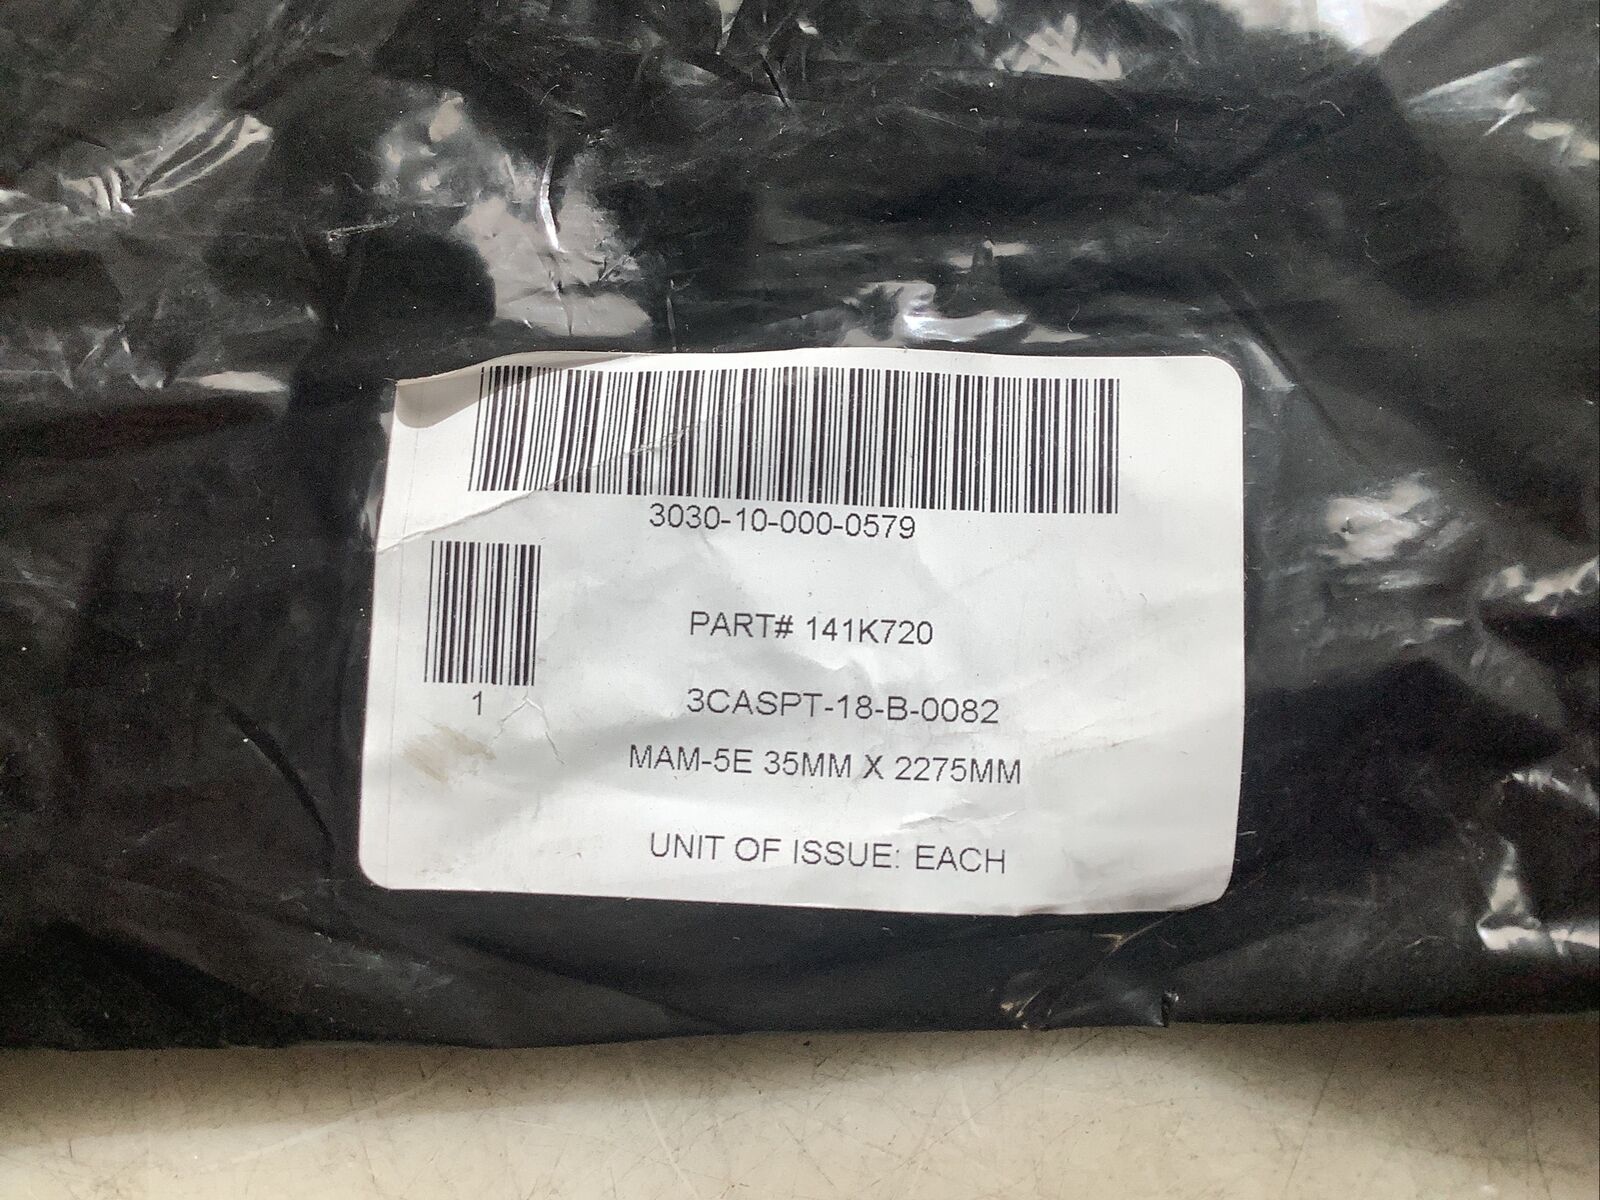 3030-10-000-0579
1
PART# 141K720
3CASPT-18-B-0082
MAM-5E 35MM X 2275MM
UNIT OF ISSUE: EACH